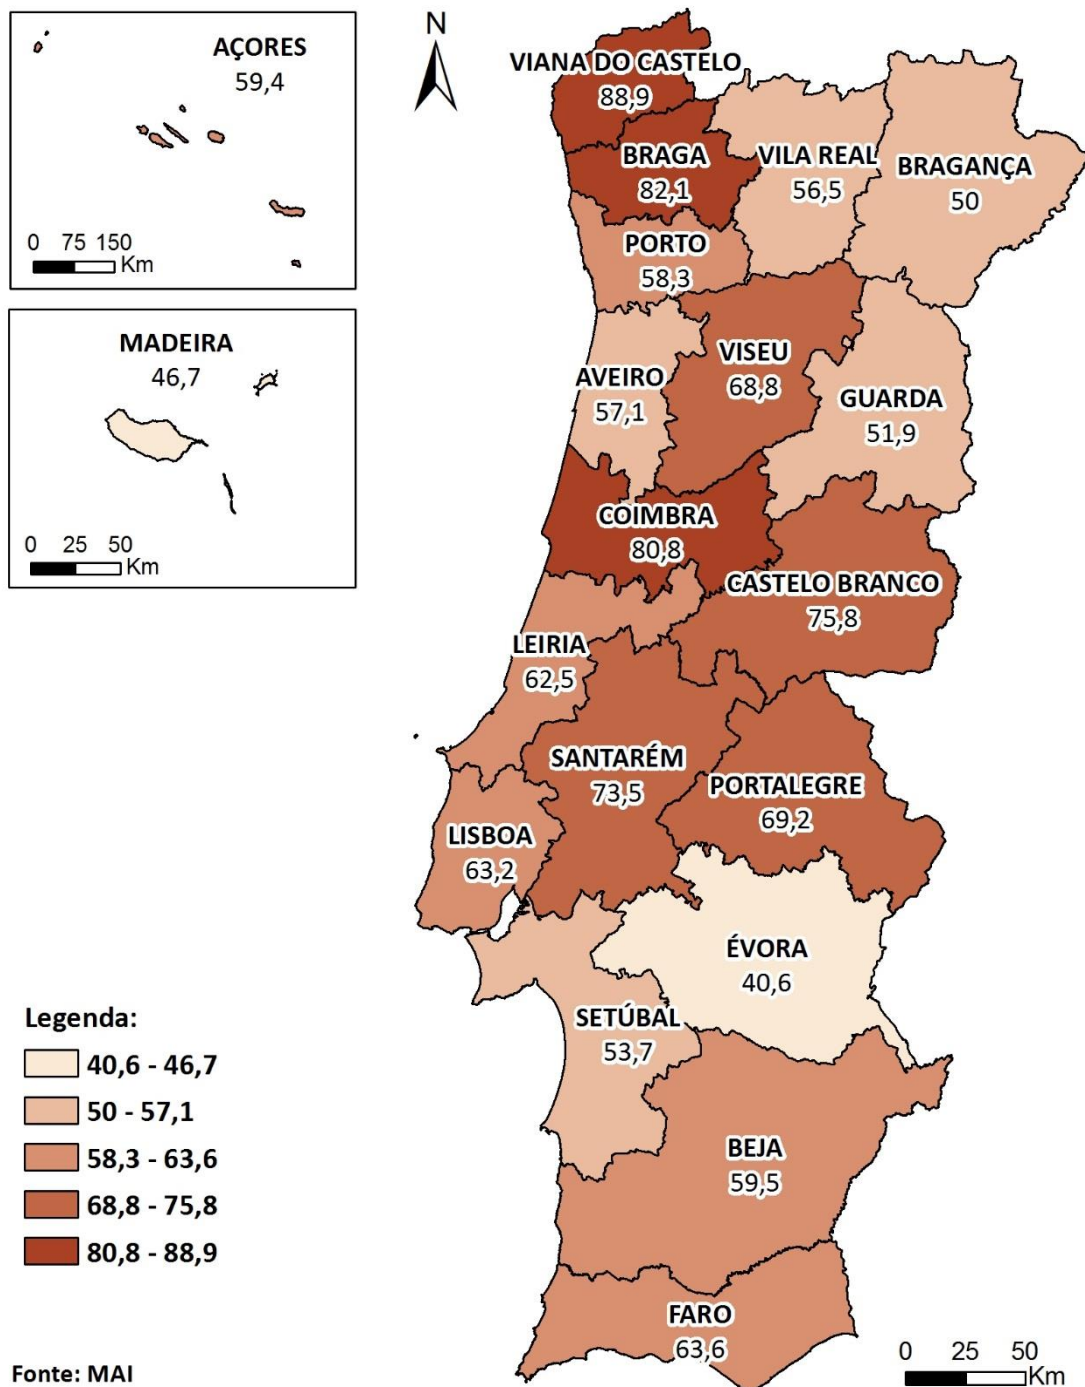 AÇORES
59,4
0 75 150
Km
MADEIRA
46,7
0 25 50
Km
N
VIANA DO CASTELO
88,9
BRAGA
82,1
VILA REAL
56,5
BRAGANÇA
50
PORTO
58,3
VISEU
68,8
AVEIRO
57,1
GUARDA
51,9
COIMBRA
80,8
CASTELO BRANCO
75,8
LEIRIA
62,5
SANTARÉM
73,5
PORTALEGRE
69,2
LISBOA
63,2
ÉVORA
40,6
SETÚBAL
53,7
BEJA
59,5
FARO
63,6
Legenda:
40,6 - 46,7
50 - 57,1
58,3 - 63,6
68,8 - 75,8
80,8 - 88,9
Fonte: MAI
0 25 50
Km